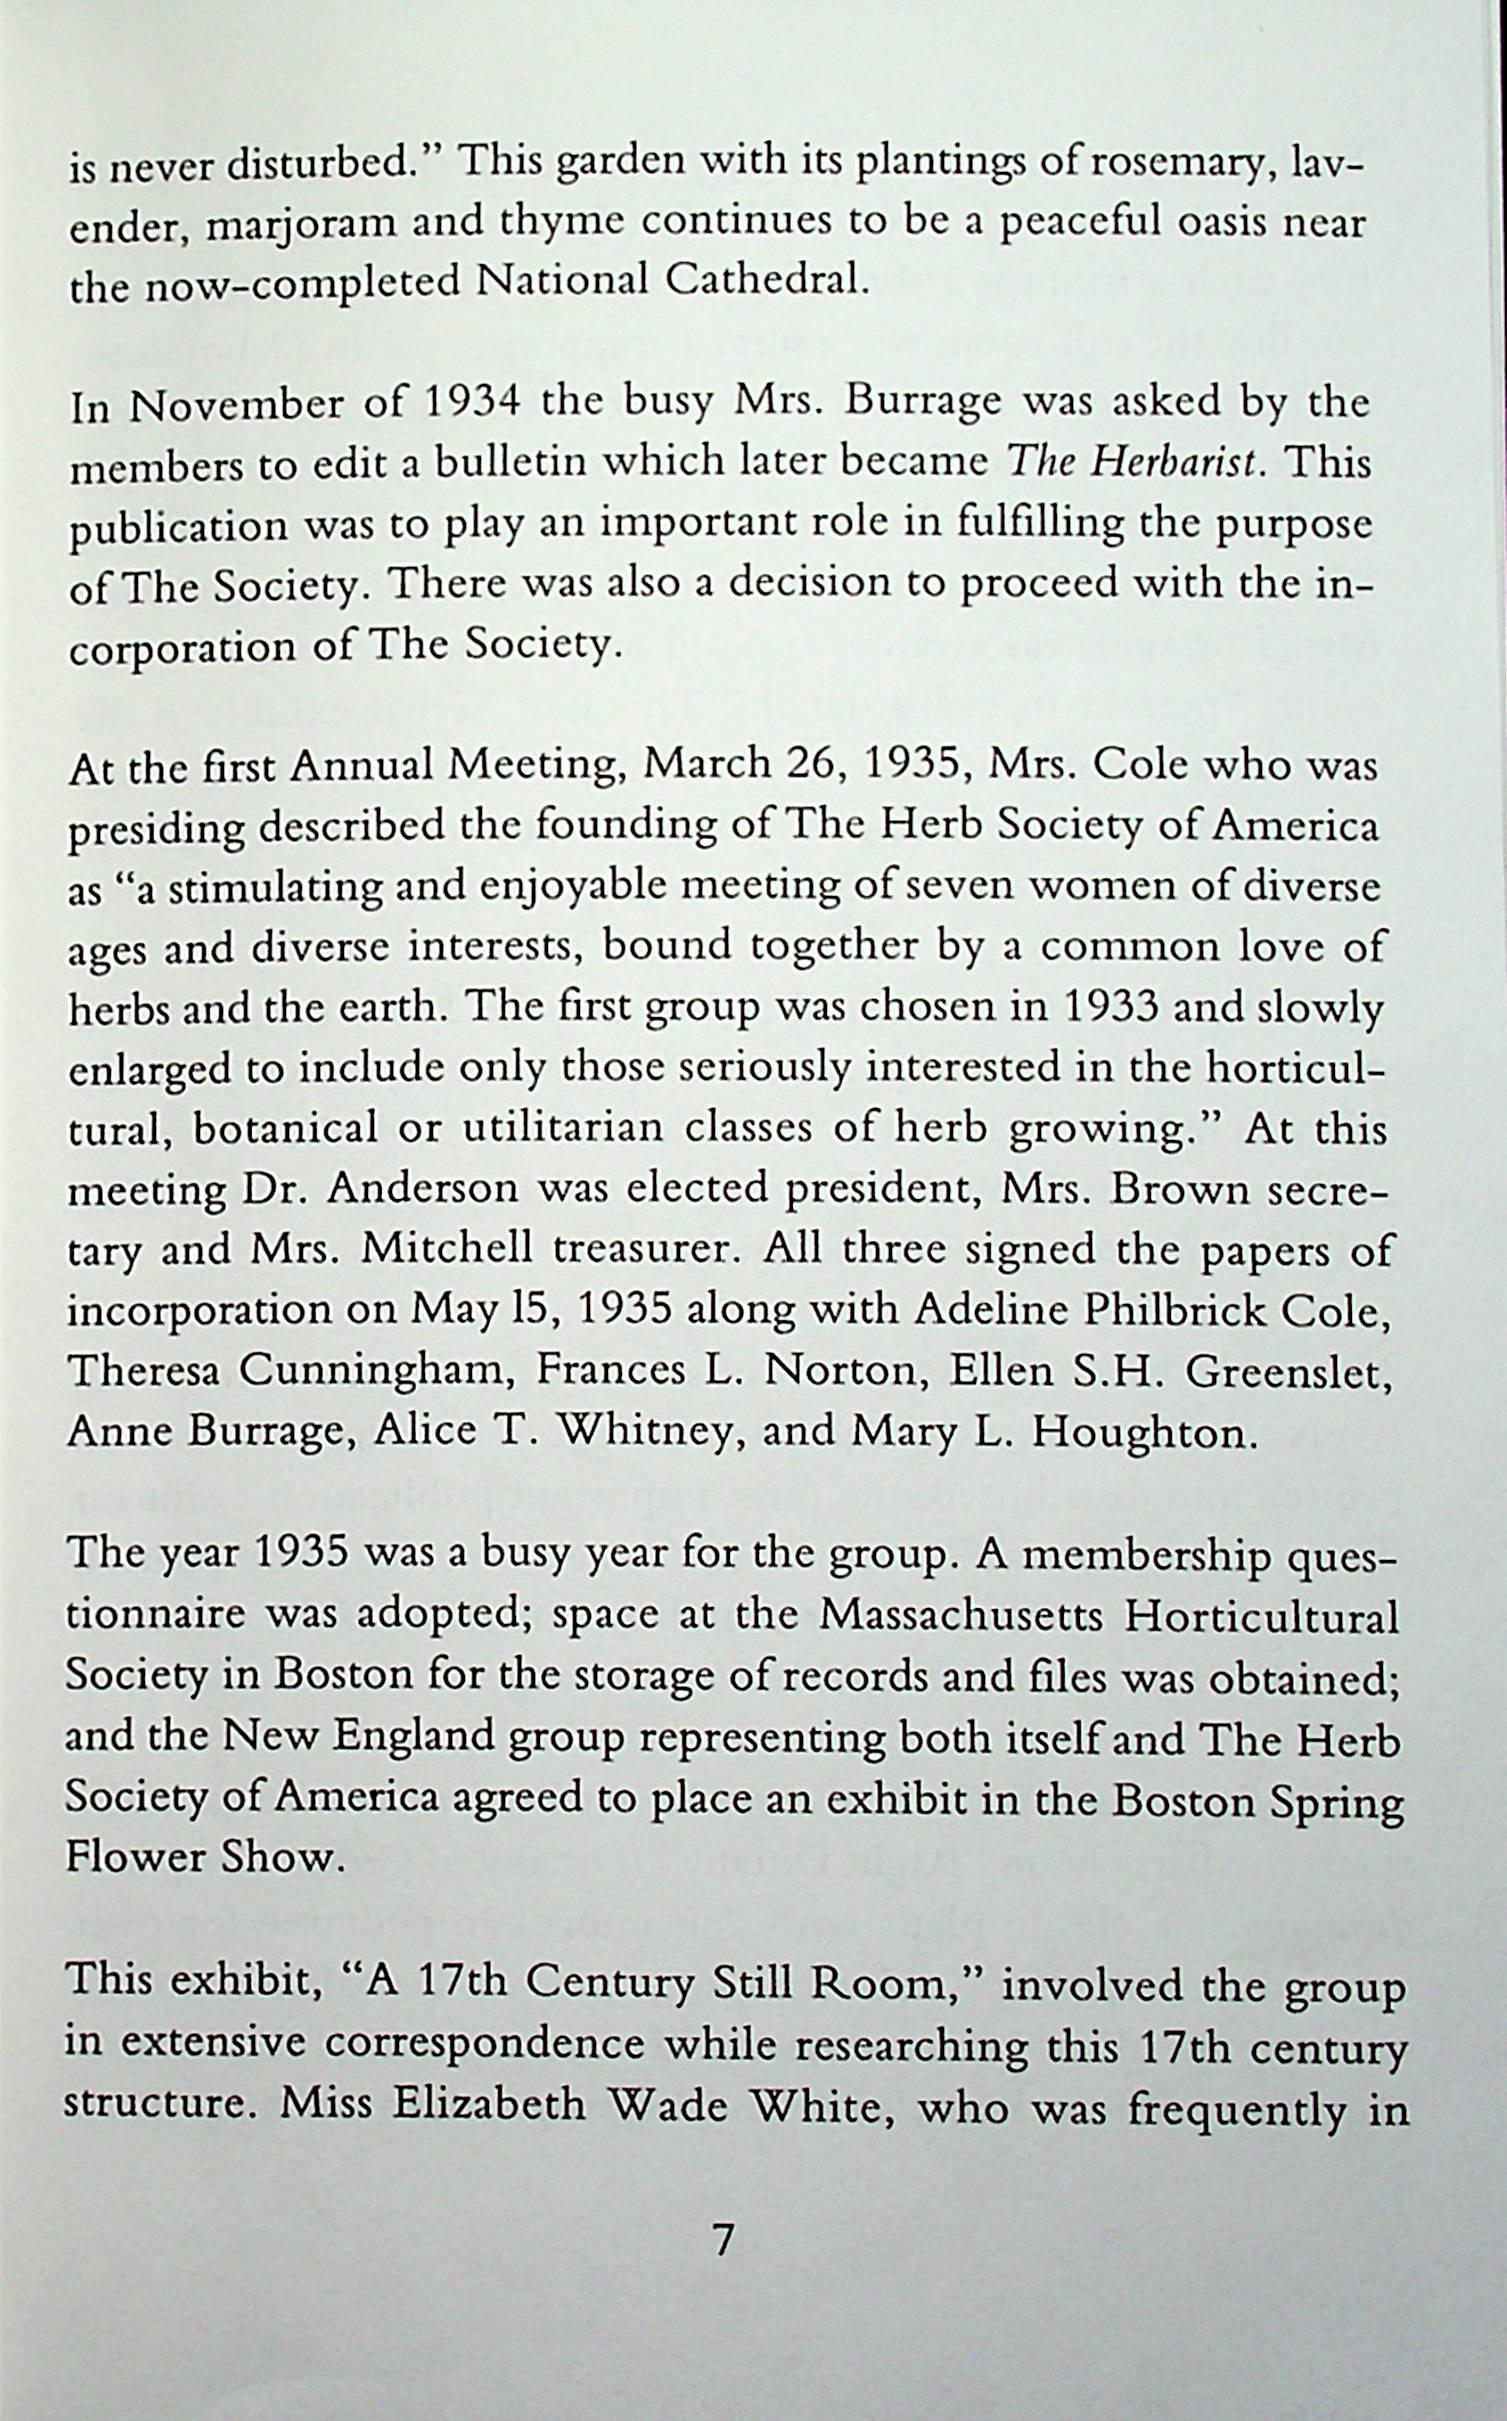 is never disturbed.” This garden with its plantings of rosemary, lav-
ender, marjoram and thyme continues to be a peaceful oasis near
the now-completed National Cathedral.
In November of 1934 the busy Mrs. Burrage was asked by the
members to edit a bulletin which later became The Herbarist. This
publication was to play an important role in fulfilling the purpose
of The Society. There was also a decision to proceed with the in-
corporation of The Society.
At the first Annual Meeting, March 26, 1935, Mrs. Cole who was
presiding described the founding of The Herb Society of America
as “a stimulating and enjoyable meeting of seven women of diverse
ages and diverse interests, bound together by a common love of
herbs and the earth. The first group was chosen in 1933 and slowly
enlarged to include only those seriously interested in the horticul-
tural, botanical or utilitarian classes of herb growing.” At this
meeting Dr. Anderson was elected president, Mrs. Brown secre-
tary and Mrs. Mitchell treasurer. All three signed the papers of
incorporation on May 15, 1935 along with Adeline Philbrick Cole,
Theresa Cunningham, Frances L. Norton, Ellen S.H. Greenslet,
Anne Burrage, Alice T. Whitney, and Mary L. Houghton.
The year 1935 was a busy year for the group. A membership ques-
tionnaire was adopted; space at the Massachusetts Horticultural
Society in Boston for the storage of records and files was obtained;
and the New England group representing both itself and The Herb
Society of America agreed to place an exhibit in the Boston Spring
Flower Show.
This exhibit, “A 17th Century Still Room,” involved the group
in extensive correspondence while researching this 17th century
structure. Miss Elizabeth Wade White, who was frequently in
7